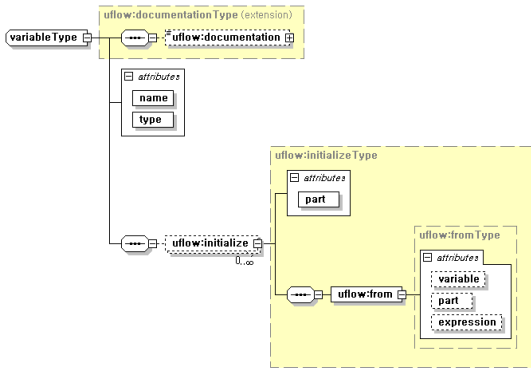 uflow:documentationType (extension)
variableType
uflow:documentation
attributes
name
type
uflow:initializeType
attributes
part
uflow:initialize
0..∞
uflow:fromType
attributes
uflow:from
variable
part
expression